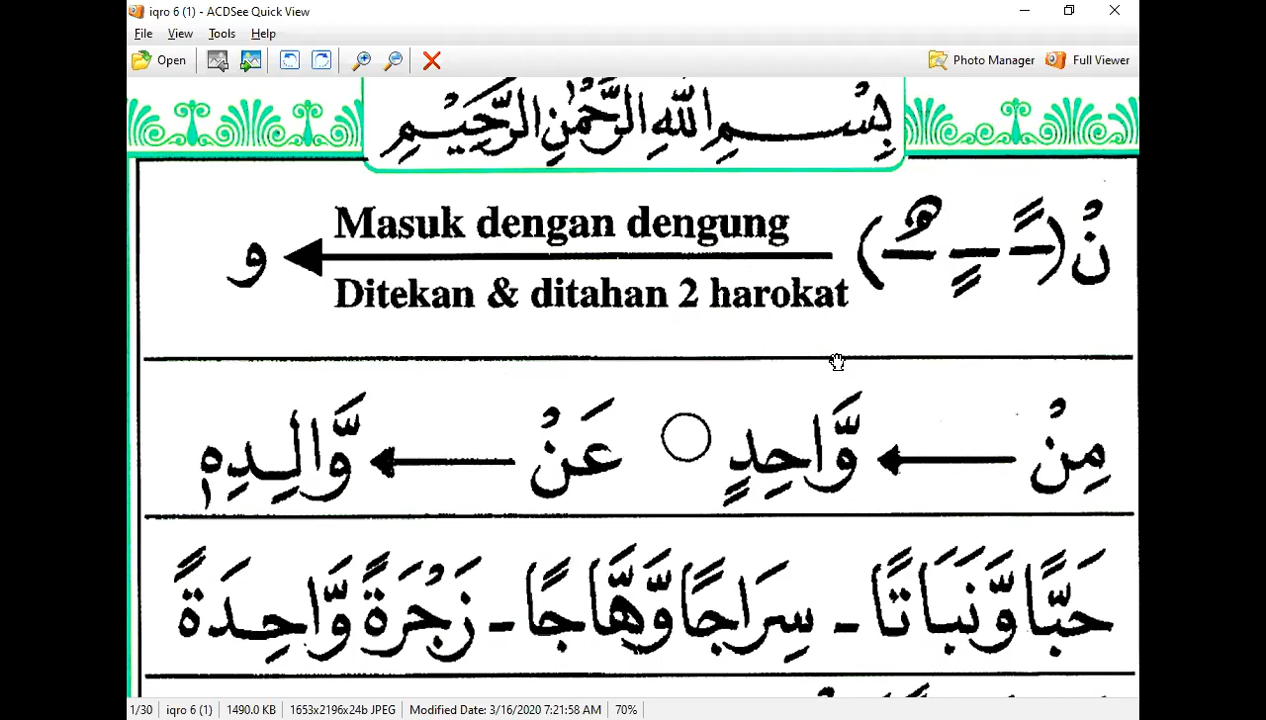 iqro 6 (1) - ACDSee Quick View
File View Tools Help
Open Photo Manager Full Viewer
بِسْمِ اللهِ الرَّحْمٰنِ الرَّحِيْمِ
نْ (ـًـ ـٍـ ـٌـ) Masuk dengan dengung و
Ditekan & ditahan 2 harokat
مِنْ وَّاحِدٍ ○ عَنْ وَّالِدِهٖ
حَبًّا وَّنَبَاتًا - سِرَاجًا وَّهَّاجًا - زَجْرَةً وَّاحِدَةً
1/30 iqro 6 (1) 1490.0 KB 1653x2196x24b JPEG Modified Date: 3/16/2020 7:21:58 AM 70%